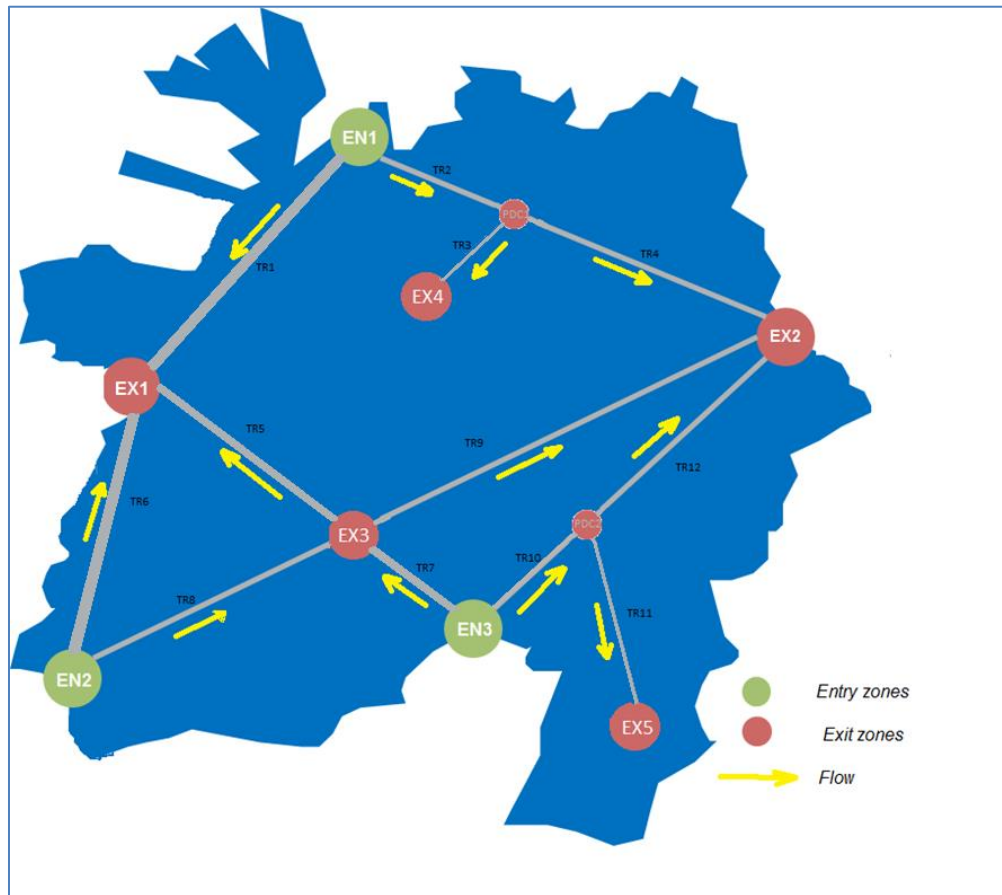 EN1
TR2
PDC1
TR3
TR4
TR1
EX4
EX2
EX1
TR5
TR9
TR12
TR6
PDC2
EX3
TR10
TR7
TR8
TR11
EN3
EN2
Entry zones
EX5
Exit zones
Flow